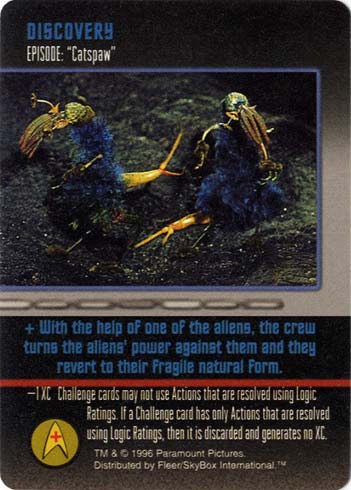 DISCOVERY
EPISODE: "Catspaw"
+ With the help of one of the aliens, the crew
turns the aliens' power against them and they
revert to their fragile natural form.
–1 XC Challenge cards may not use Actions that are resolved using Logic
Ratings. If a Challenge card has only Actions that are resolved
using Logic Ratings, then it is discarded and generates no XC.
TM & © 1996 Paramount Pictures.
Distributed by Fleer/SkyBox International.™